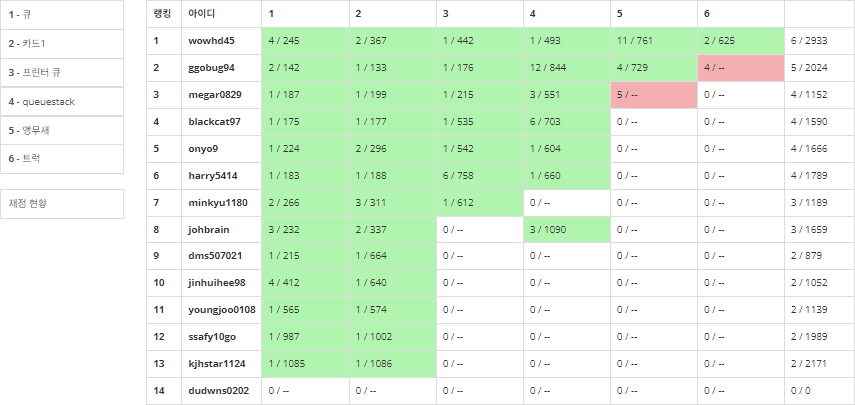 1 - 큐
2 - 카드1
3 - 프린터 큐
4 - queuestack
5 - 앵무새
6 - 트럭
채점 현황
랭킹 아이디 1 2 3 4 5 6
1 wowhd45 4 / 245 2 / 367 1 / 442 1 / 493 11 / 761 2 / 625 6 / 2933
2 ggobug94 2 / 142 1 / 133 1 / 176 12 / 844 4 / 729 4 / -- 5 / 2024
3 megar0829 1 / 187 1 / 199 1 / 215 3 / 551 5 / -- 0 / -- 4 / 1152
4 blackcat97 1 / 175 1 / 177 1 / 535 6 / 703 0 / -- 0 / -- 4 / 1590
5 onyo9 1 / 224 2 / 296 1 / 542 1 / 604 0 / -- 0 / -- 4 / 1666
6 harry5414 1 / 183 1 / 188 6 / 758 1 / 660 0 / -- 0 / -- 4 / 1789
7 minkyu1180 2 / 266 3 / 311 1 / 612 0 / -- 0 / -- 0 / -- 3 / 1189
8 johbrain 3 / 232 2 / 337 0 / -- 3 / 1090 0 / -- 0 / -- 3 / 1659
9 dms507021 1 / 215 1 / 664 0 / -- 0 / -- 0 / -- 0 / -- 2 / 879
10 jinhuihee98 4 / 412 1 / 640 0 / -- 0 / -- 0 / -- 0 / -- 2 / 1052
11 youngjoo0108 1 / 565 1 / 574 0 / -- 0 / -- 0 / -- 0 / -- 2 / 1139
12 ssafy10go 1 / 987 1 / 1002 0 / -- 0 / -- 0 / -- 0 / -- 2 / 1989
13 kjhstar1124 1 / 1085 1 / 1086 0 / -- 0 / -- 0 / -- 0 / -- 2 / 2171
14 dudwns0202 0 / -- 0 / -- 0 / -- 0 / -- 0 / -- 0 / -- 0 / 0